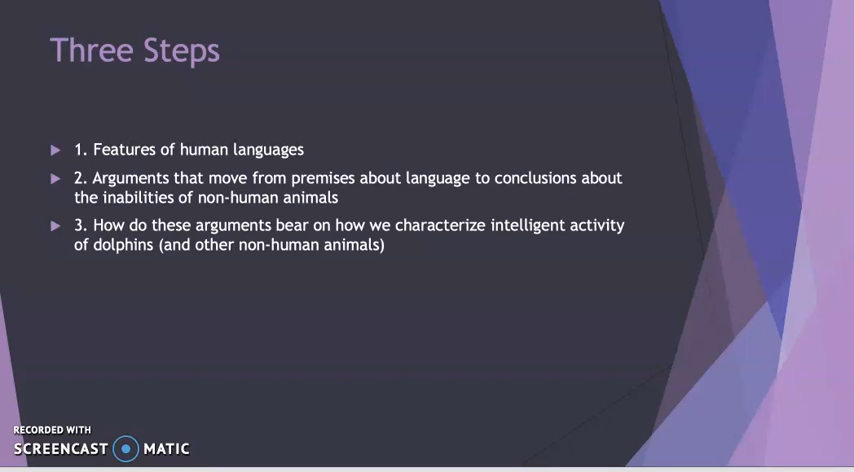 Three Steps
1. Features of human languages
2. Arguments that move from premises about language to conclusions about
the inabilities of non-human animals
3. How do these arguments bear on how we characterize intelligent activity
of dolphins (and other non-human animals)
RECORDED WITH
SCREENCAST MATIC